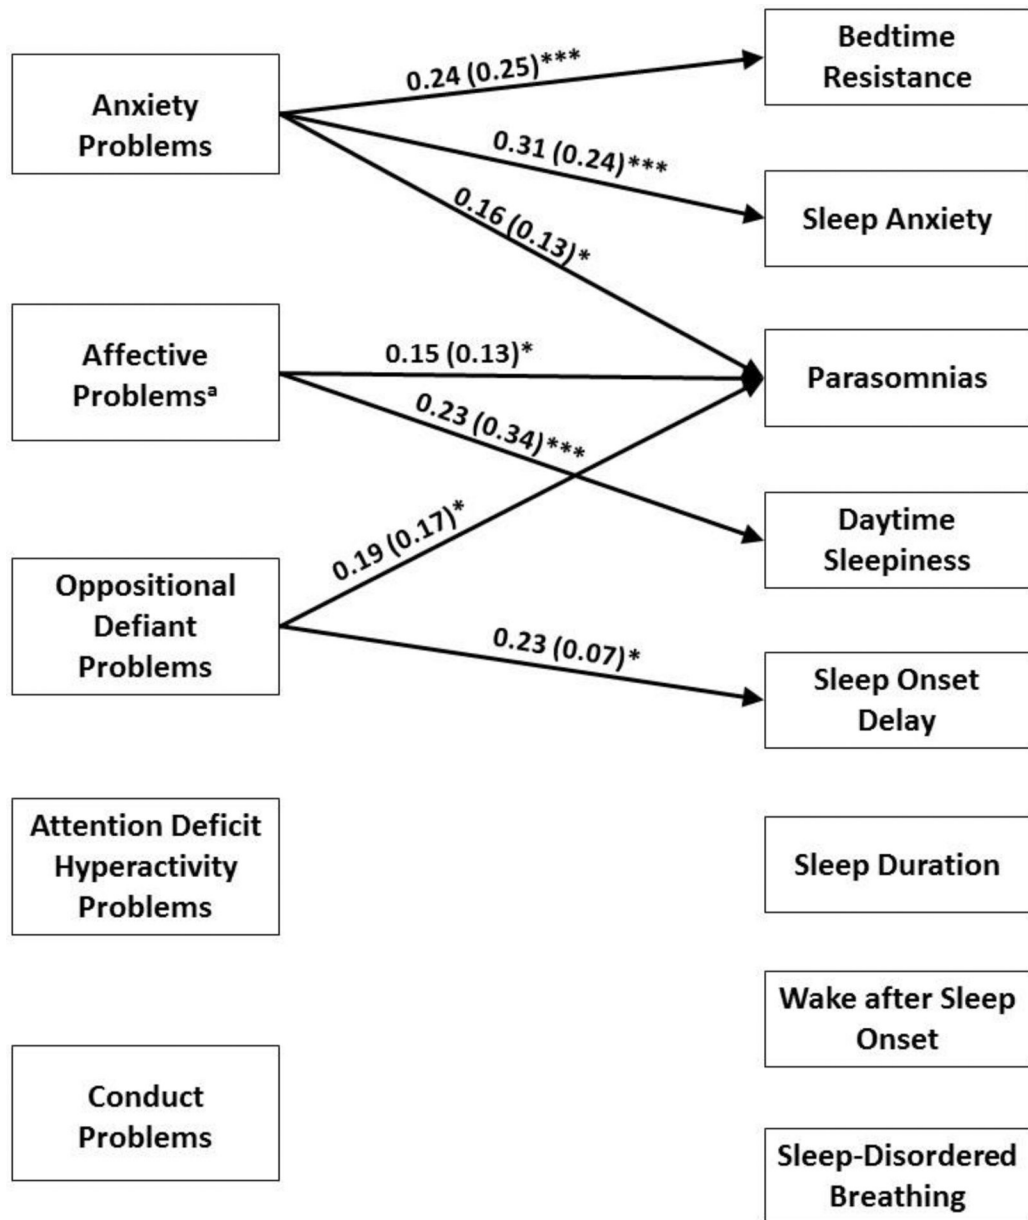 Anxiety
Problems
Affective
Problemsᵃ
Oppositional
Defiant
Problems
Attention Deficit
Hyperactivity
Problems
Conduct
Problems
0.24 (0.25)***
0.31 (0.24)***
0.16 (0.13)*
0.15 (0.13)*
0.23 (0.34)***
0.19 (0.17)*
0.23 (0.07)*
Bedtime
Resistance
Sleep Anxiety
Parasomnias
Daytime
Sleepiness
Sleep Onset
Delay
Sleep Duration
Wake after Sleep
Onset
Sleep-Disordered
Breathing